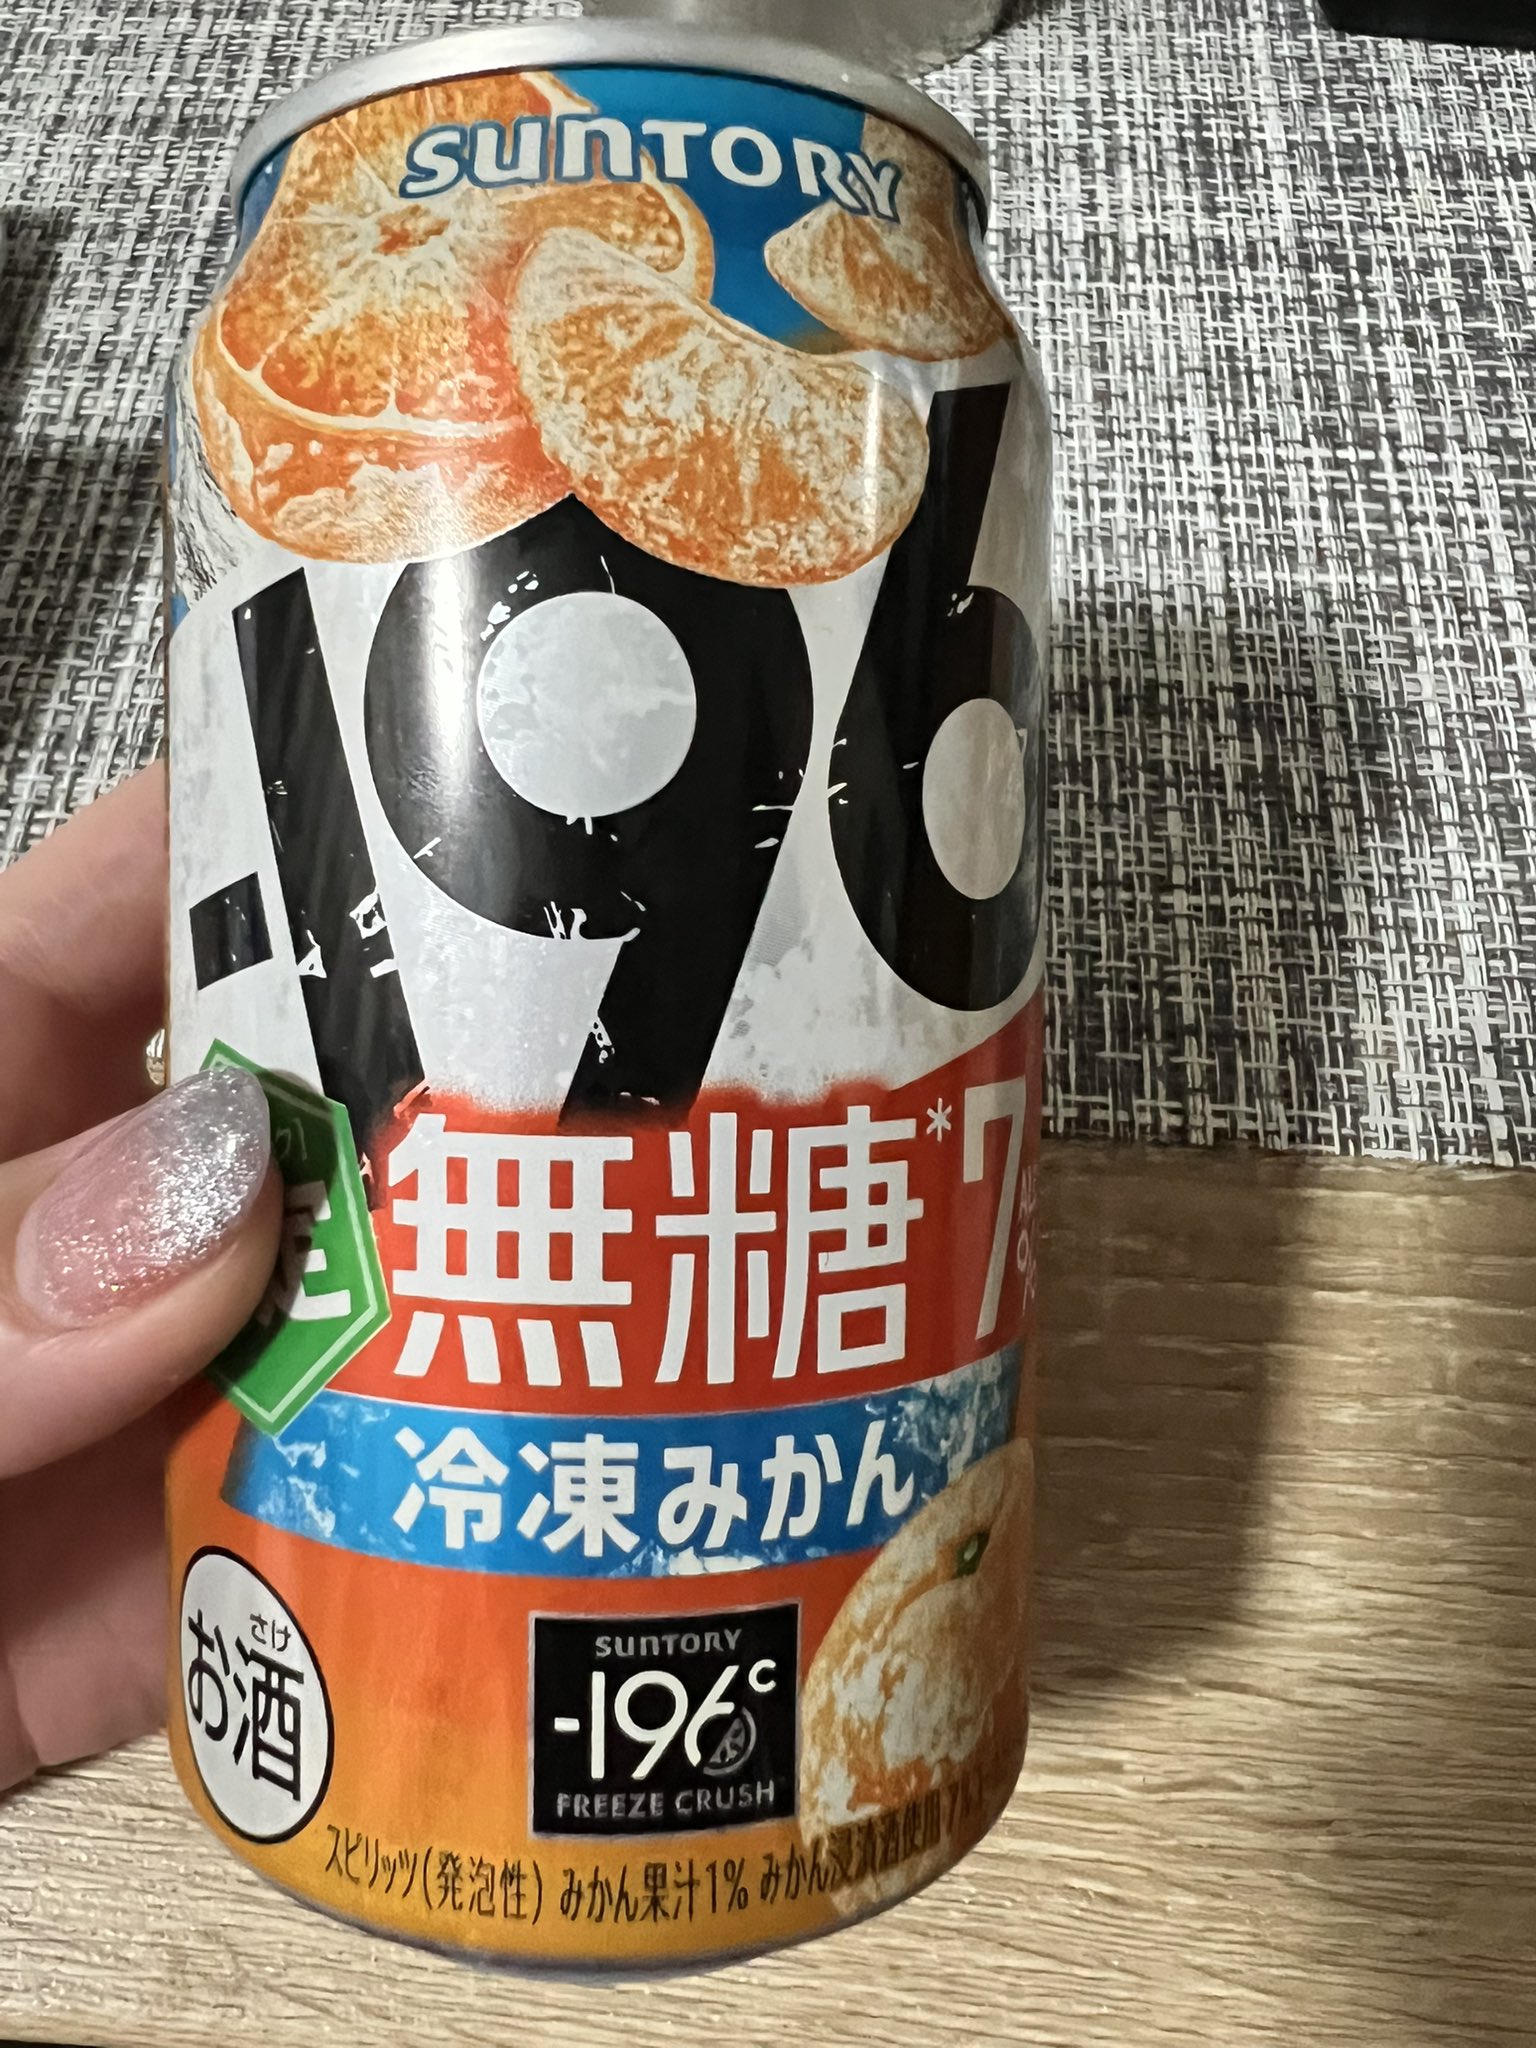 SUNTORY
-196
無糖*7
冷凍みかん
さけ
お酒
SUNTORY
-196℃
FREEZE CRUSH
スピリッツ(発泡性) みかん果汁1% みかん浸漬酒使用